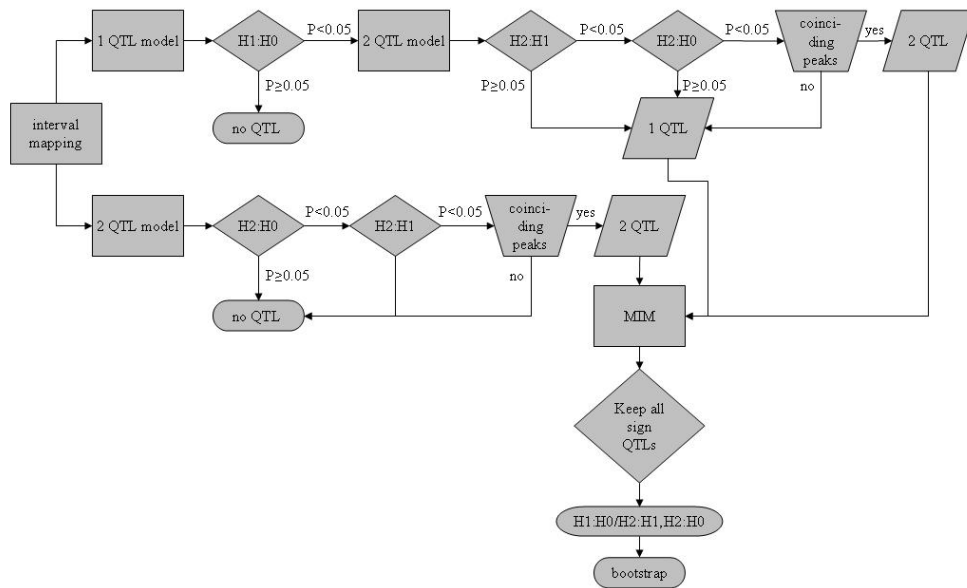 1 QTL model
H1:H0
P<0.05
2 QTL model
H2:H1
P<0.05
H2:H0
P<0.05
coinci-
ding
peaks
yes
2 QTL
P≥0.05
P≥0.05
P≥0.05
no
interval
mapping
no QTL
1 QTL
2 QTL model
H2:H0
P<0.05
H2:H1
P<0.05
coinci-
ding
peaks
yes
2 QTL
P≥0.05
no
no QTL
MIM
Keep all
sign
QTLs
H1:H0/H2:H1,H2:H0
bootstrap